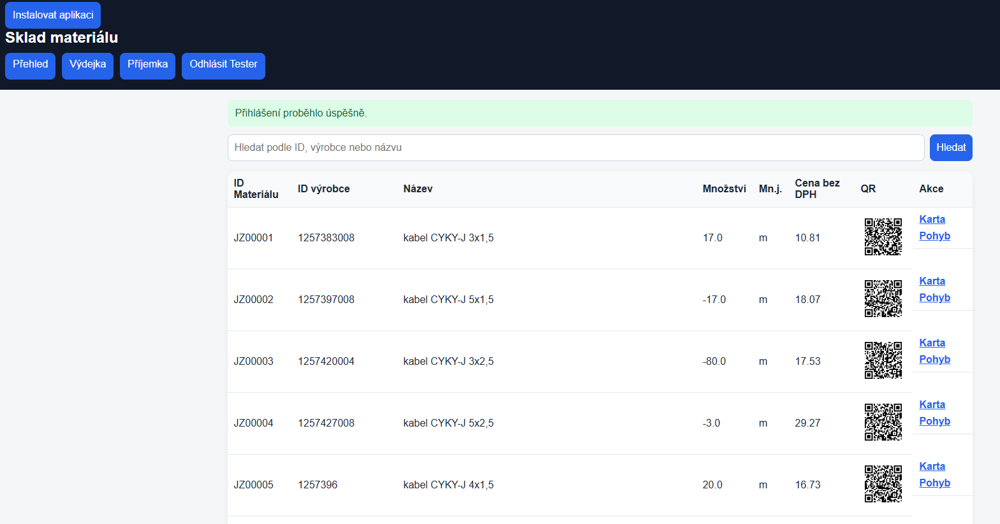 Instalovat aplikaci
Sklad materiálu
Přehled Výdejka Příjemka Odhlásit Tester
Přihlášení proběhlo úspěšně.
Hledat podle ID, výrobce nebo názvu Hledat
ID Materiálu ID výrobce Název Množství Mn.j. Cena bez DPH QR Akce
JZ00001 1257383008 kabel CYKY-J 3x1,5 17.0 m 10.81 Karta Pohyb
JZ00002 1257397008 kabel CYKY-J 5x1,5 -17.0 m 18.07 Karta Pohyb
JZ00003 1257420004 kabel CYKY-J 3x2,5 -80.0 m 17.53 Karta Pohyb
JZ00004 1257427008 kabel CYKY-J 5x2,5 -3.0 m 29.27 Karta Pohyb
JZ00005 1257396 kabel CYKY-J 4x1,5 20.0 m 16.73 Karta Pohyb